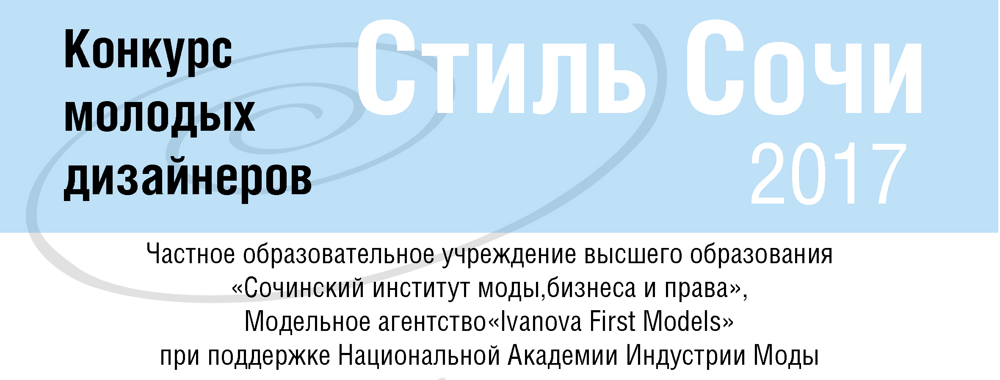 Конкурс
молодых
дизайнеров
Стиль Сочи
2017
Частное образовательное учреждение высшего образования
«Сочинский институт моды,бизнеса и права»,
Модельное агентство«Ivanova First Models»
при поддержке Национальной Академии Индустрии Моды